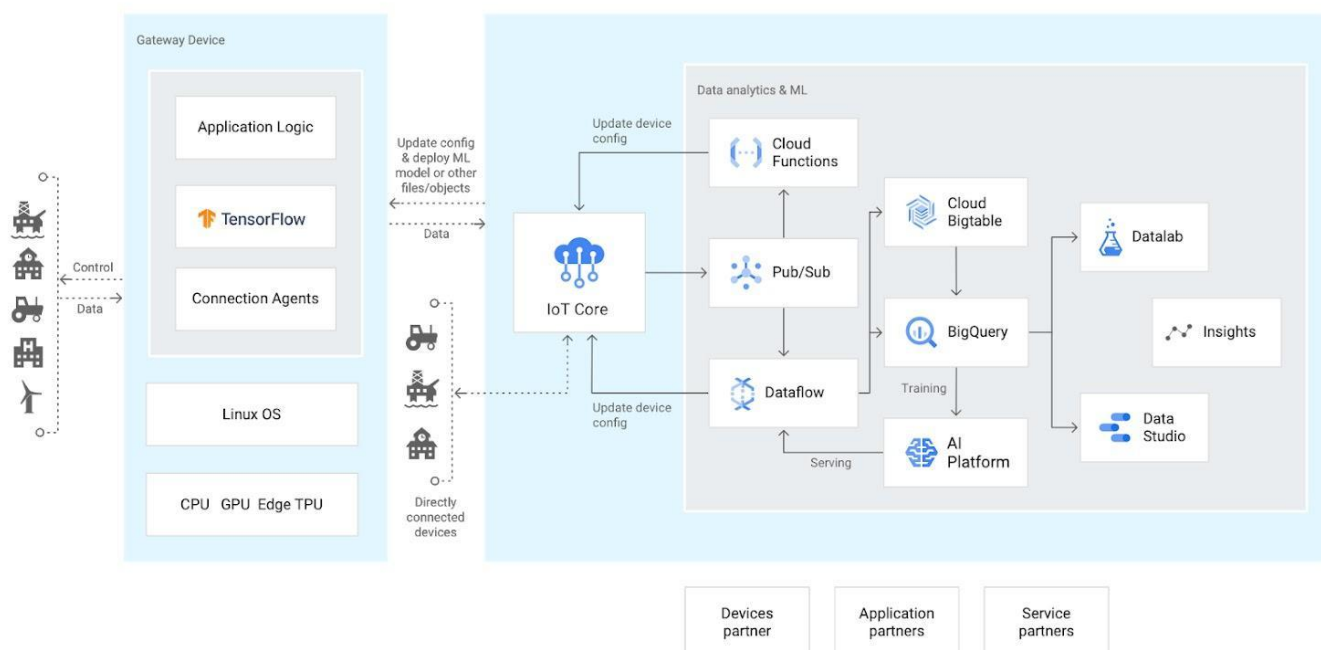 Gateway Device
Application Logic
TensorFlow
Connection Agents
Linux OS
CPU GPU Edge TPU
Control
Data
Update config
& deploy ML
model or other
files/objects
Data
Directly
connected
devices
IoT Core
Update device
config
Update device
config
Data analytics & ML
Cloud
Functions
Pub/Sub
Dataflow
Cloud
Bigtable
BigQuery
Training
AI
Platform
Serving
Datalab
Insights
Data
Studio
Devices
partner
Application
partners
Service
partners